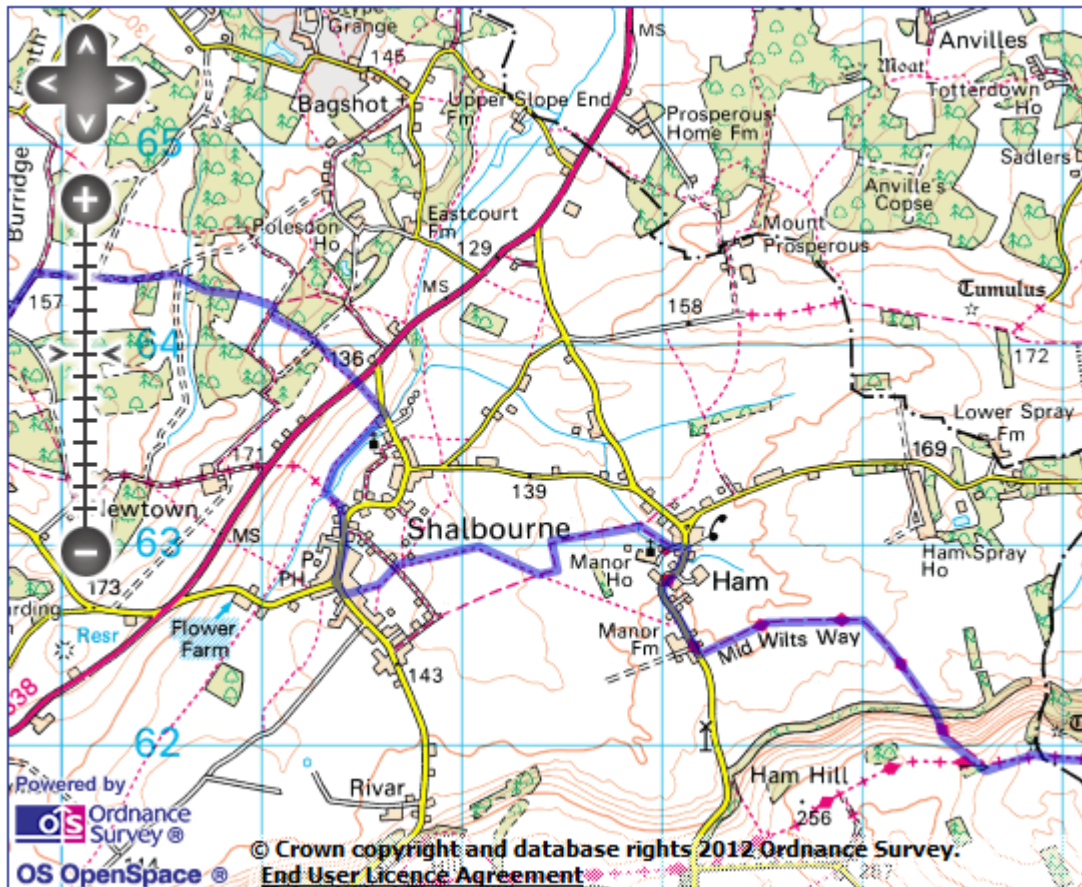 Grange
MS
Anvilles
145
Moat
Bagshot
Upper Slope End
Fm
Prosperous
Home Fm
Totterdown
Ho
65
Sadlers
Burridge
Anville's
Copse
Eastcourt
Fm
Polesdon
Ho
129
Mount
Prosperous
157
MS
158
Tumulus
64
136
172
Lower Spray
Fm
171
169
139
Newtown
Shalbourne
63
MS
P
PH
Manor
Ho
Ham
Ham Spray
Ho
173
Resr
Flower
Farm
Manor
Fm
Mid Wilts Way
143
338
62
Rivar
Ham Hill
256
Powered by
OS Ordnance
Survey ®
© Crown copyright and database rights 2012 Ordnance Survey.
OS OpenSpace ®
End User Licence Agreement